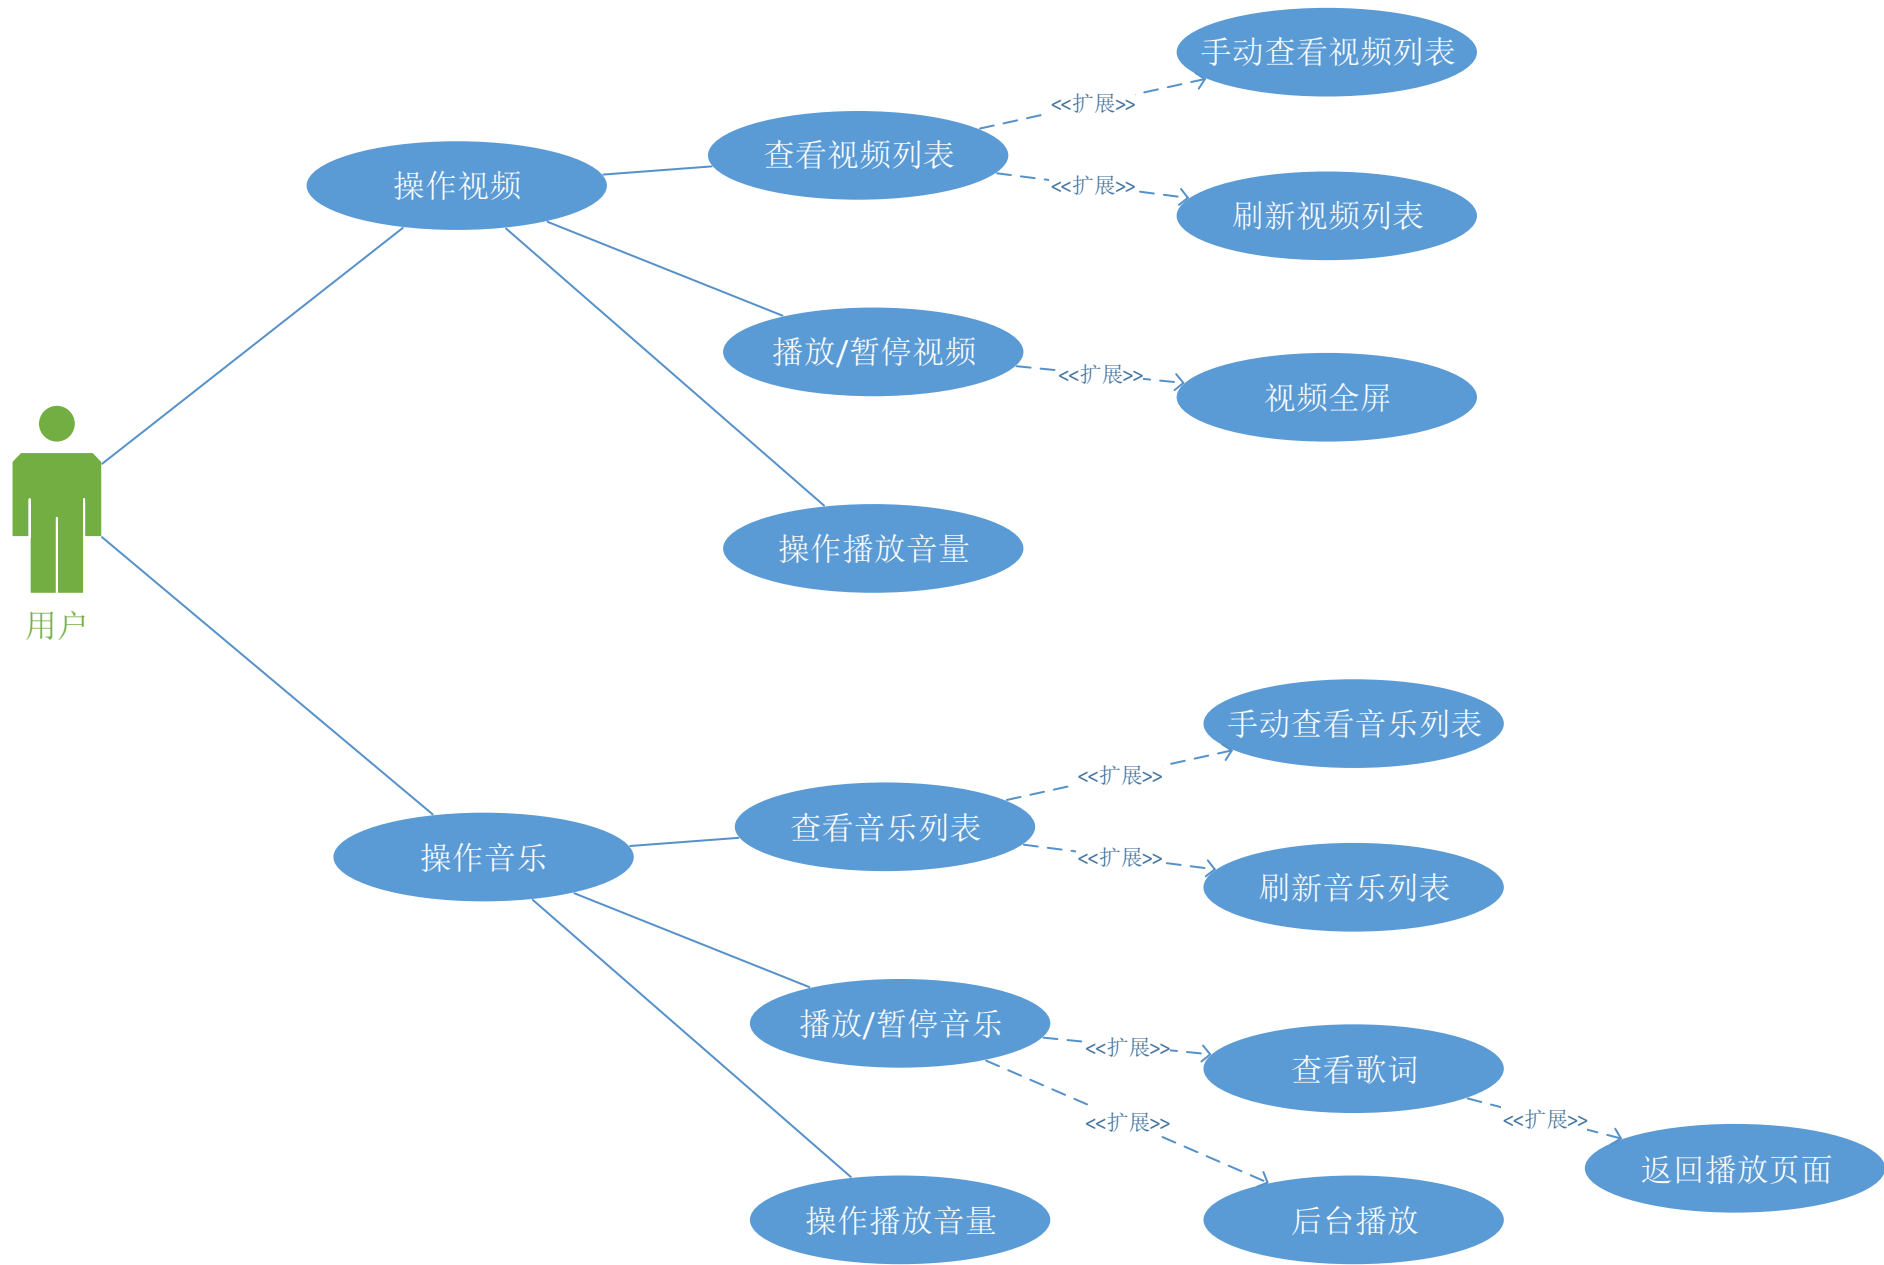 手动查看视频列表
<<扩展>>
查看视频列表
操作视频
<<扩展>>
刷新视频列表
播放/暂停视频
<<扩展>>
视频全屏
操作播放音量
用户
手动查看音乐列表
<<扩展>>
查看音乐列表
操作音乐
<<扩展>>
刷新音乐列表
播放/暂停音乐
<<扩展>>
查看歌词
<<扩展>>
<<扩展>>
返回播放页面
操作播放音量
后台播放